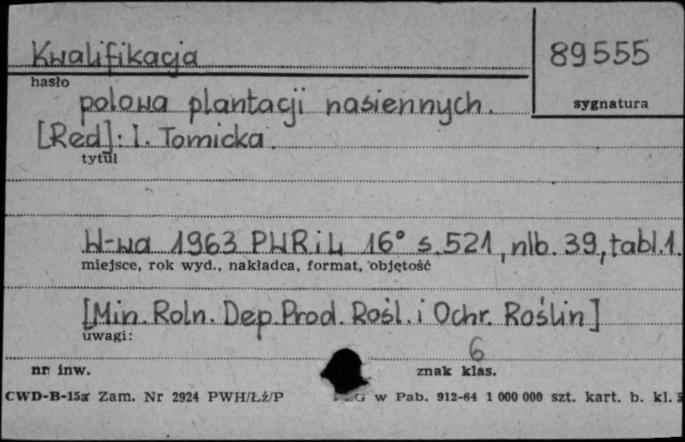 Kwalifikacja
89555
hasło
sygnatura
polowa plantacji nasiennych.
[Red]: I. Tomicka.
tytuł
W-wa 1963 PWRiL 16° s. 521, nlb. 39, tabl. 1.
miejsce, rok wyd., nakładca, format, objętość
[Min. Roln. Dep. Prod. Rośl. i Ochr. Roślin]
uwagi:
6
nr inw.
znak klas.
CWD-B-15a Zam. Nr 2924 PWH/Łź/P
w Pab. 912-64 1 000 000 szt. kart. b. kl.